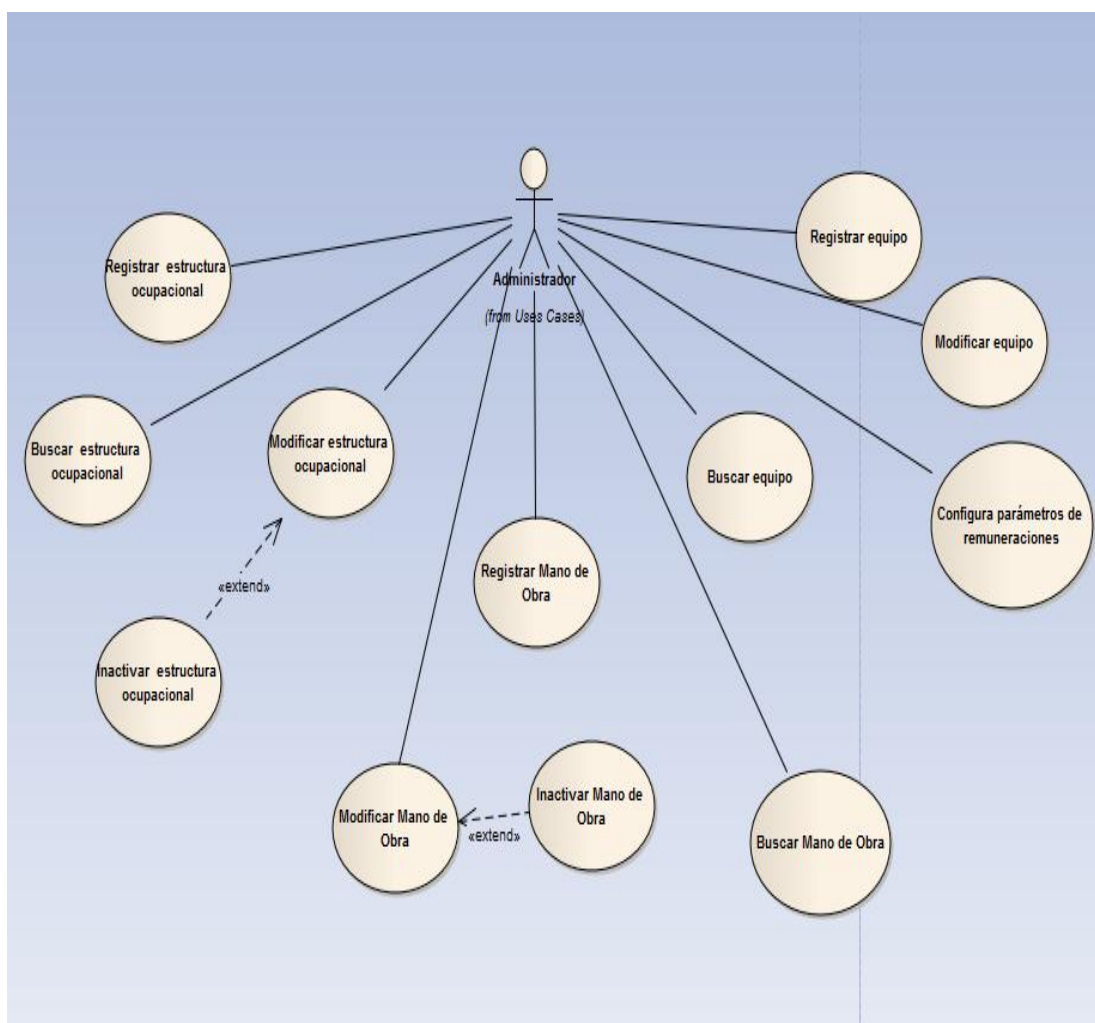 Registrar equipo
Registrar estructura
ocupacional
Administrador
(from Uses Cases)
Modificar equipo
Buscar estructura
ocupacional
Modificar estructura
ocupacional
Buscar equipo
Configura parámetros de
remuneraciones
«extend»
Registrar Mano de
Obra
Inactivar estructura
ocupacional
Modificar Mano de
Obra
«extend»
Inactivar Mano de
Obra
Buscar Mano de Obra